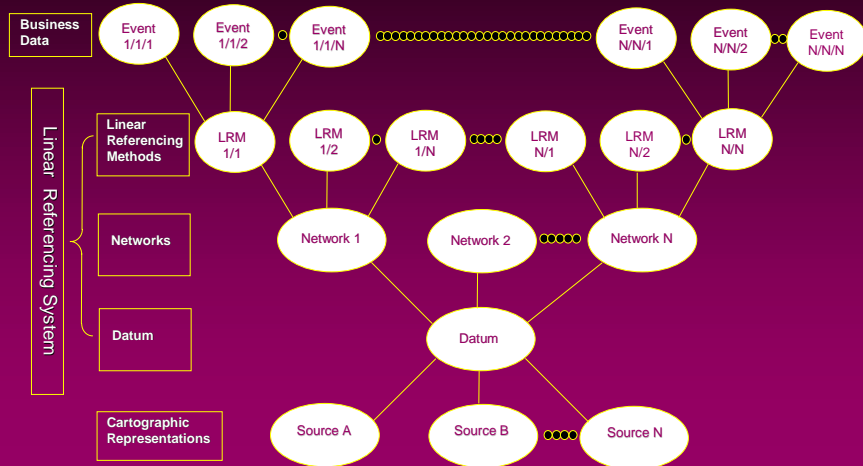 Business
Data
Event
1/1/1
Event
1/1/2
Event
1/1/N
Event
N/N/1
Event
N/N/2
Event
N/N/N
Linear Referencing System
Linear
Referencing
Methods
LRM
1/1
LRM
1/2
LRM
1/N
LRM
N/1
LRM
N/2
LRM
N/N
Networks
Network 1
Network 2
Network N
Datum
Datum
Cartographic
Representations
Source A
Source B
Source N